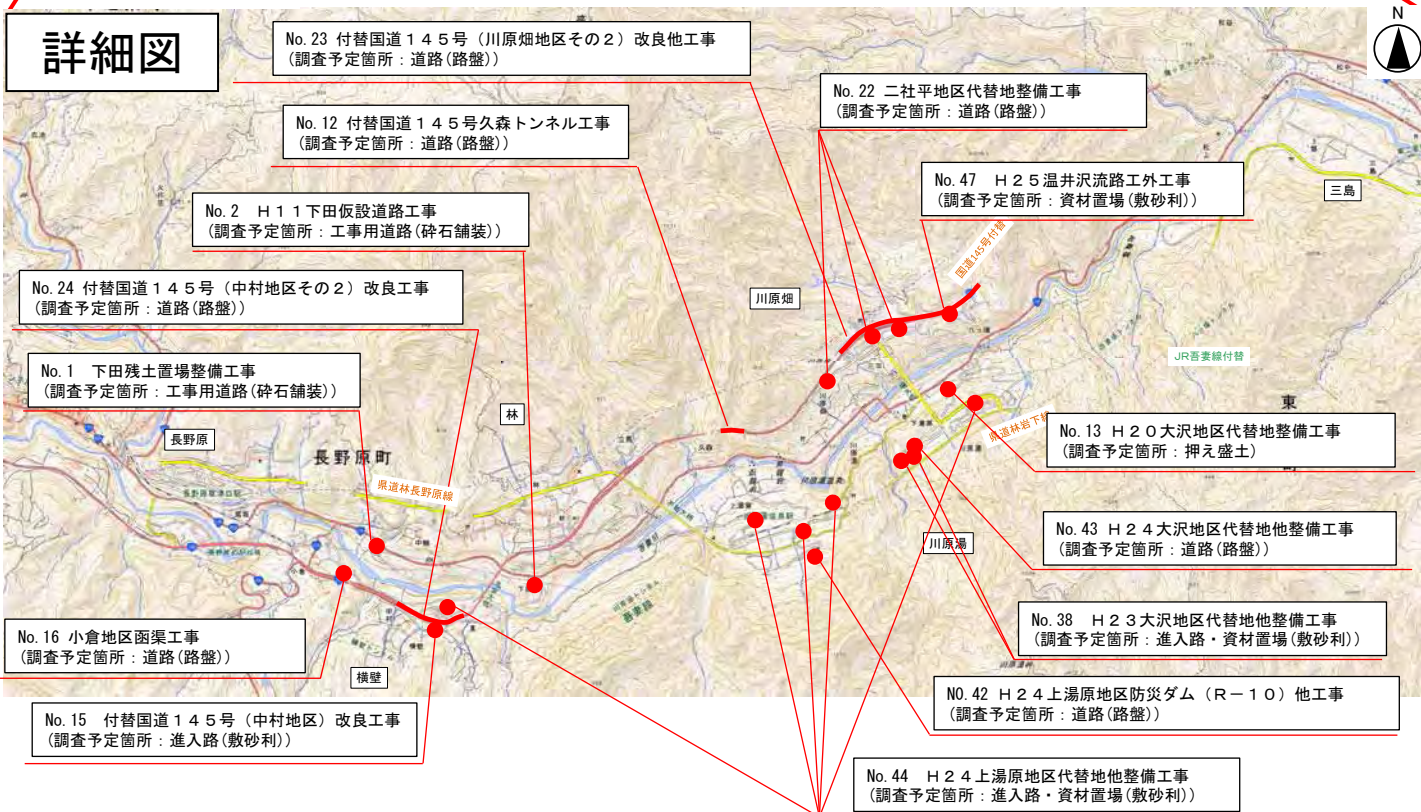 詳細図
N
No.23 付替国道１４５号（川原畑地区その２）改良他工事
(調査予定箇所：道路(路盤))
No.12 付替国道１４５号久森トンネル工事
(調査予定箇所：道路(路盤))
No.22 二社平地区代替地整備工事
(調査予定箇所：道路(路盤))
No.47　Ｈ２５温井沢流路工外工事
(調査予定箇所：資材置場(敷砂利))
三島
No.2　Ｈ１１下田仮設道路工事
(調査予定箇所：工事用道路(砕石舗装))
国道145号付替
No.24 付替国道１４５号（中村地区その２）改良工事
(調査予定箇所：道路(路盤))
川原畑
No.1　下田残土置場整備工事
(調査予定箇所：工事用道路(砕石舗装))
JR吾妻線付替
林
東
長野原
長野原町
県道林岩下線
No.13 Ｈ２０大沢地区代替地整備工事
(調査予定箇所：押え盛土)
県道林長野原線
川原湯
No.43 Ｈ２４大沢地区代替地他整備工事
(調査予定箇所：道路(路盤))
No.16 小倉地区函渠工事
(調査予定箇所：道路(路盤))
横壁
No.38　Ｈ２３大沢地区代替地他整備工事
(調査予定箇所：進入路・資材置場(敷砂利))
NO.42 Ｈ２４上湯原地区防災ダム（Ｒ－１０）他工事
(調査予定箇所：道路(路盤))
No.15　付替国道１４５号（中村地区）改良工事
(調査予定箇所：進入路(敷砂利))
No.44　Ｈ２４上湯原地区代替地他整備工事
(調査予定箇所：進入路・資材置場(敷砂利))